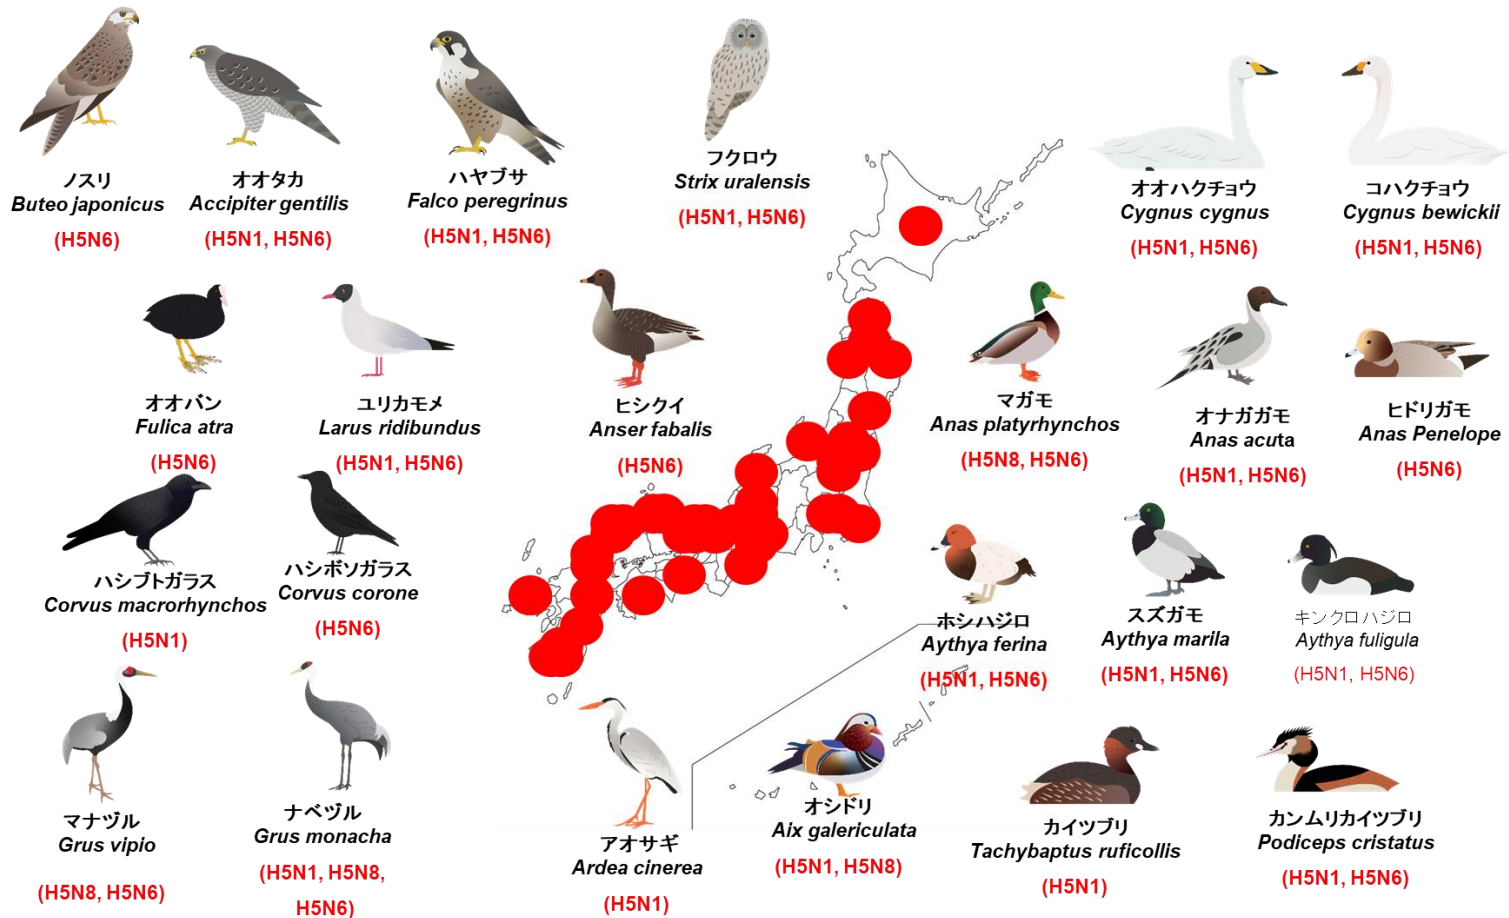 ノスリ
Buteo japonicus
(H5N6)
オオタカ
Accipiter gentilis
(H5N1, H5N6)
ハヤブサ
Falco peregrinus
(H5N1, H5N6)
フクロウ
Strix uralensis
(H5N1, H5N6)
オオハクチョウ
Cygnus cygnus
(H5N1, H5N6)
コハクチョウ
Cygnus bewickii
(H5N1, H5N6)
オオバン
Fulica atra
(H5N6)
ユリカモメ
Larus ridibundus
(H5N1, H5N6)
ヒシクイ
Anser fabalis
(H5N6)
マガモ
Anas platyrhynchos
(H5N8, H5N6)
オナガガモ
Anas acuta
(H5N1, H5N6)
ヒドリガモ
Anas Penelope
(H5N6)
ハシブトガラス
Corvus macrorhynchos
(H5N1)
ハシボソガラス
Corvus corone
(H5N6)
ホシハジロ
Aythya ferina
(H5N1, H5N6)
スズガモ
Aythya marila
(H5N1, H5N6)
キンクロハジロ
Aythya fuligula
(H5N1, H5N6)
マナヅル
Grus vipio
(H5N8, H5N6)
ナベヅル
Grus monacha
(H5N1, H5N8,
H5N6)
アオサギ
Ardea cinerea
(H5N1)
オシドリ
Aix galericulata
(H5N1, H5N8)
カイツブリ
Tachybaptus ruficollis
(H5N1)
カンムリカイツブリ
Podiceps cristatus
(H5N1, H5N6)